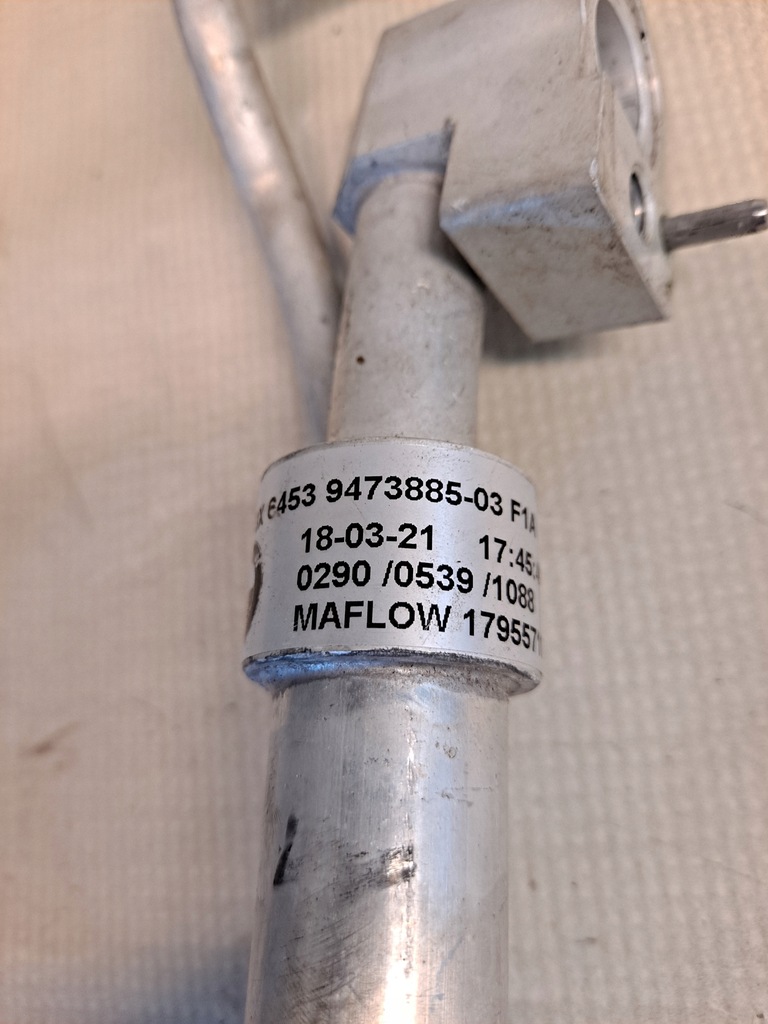 6453 9473885-03 F1A
18-03-21 17:45:
0290 /0539 /1088
MAFLOW 179557